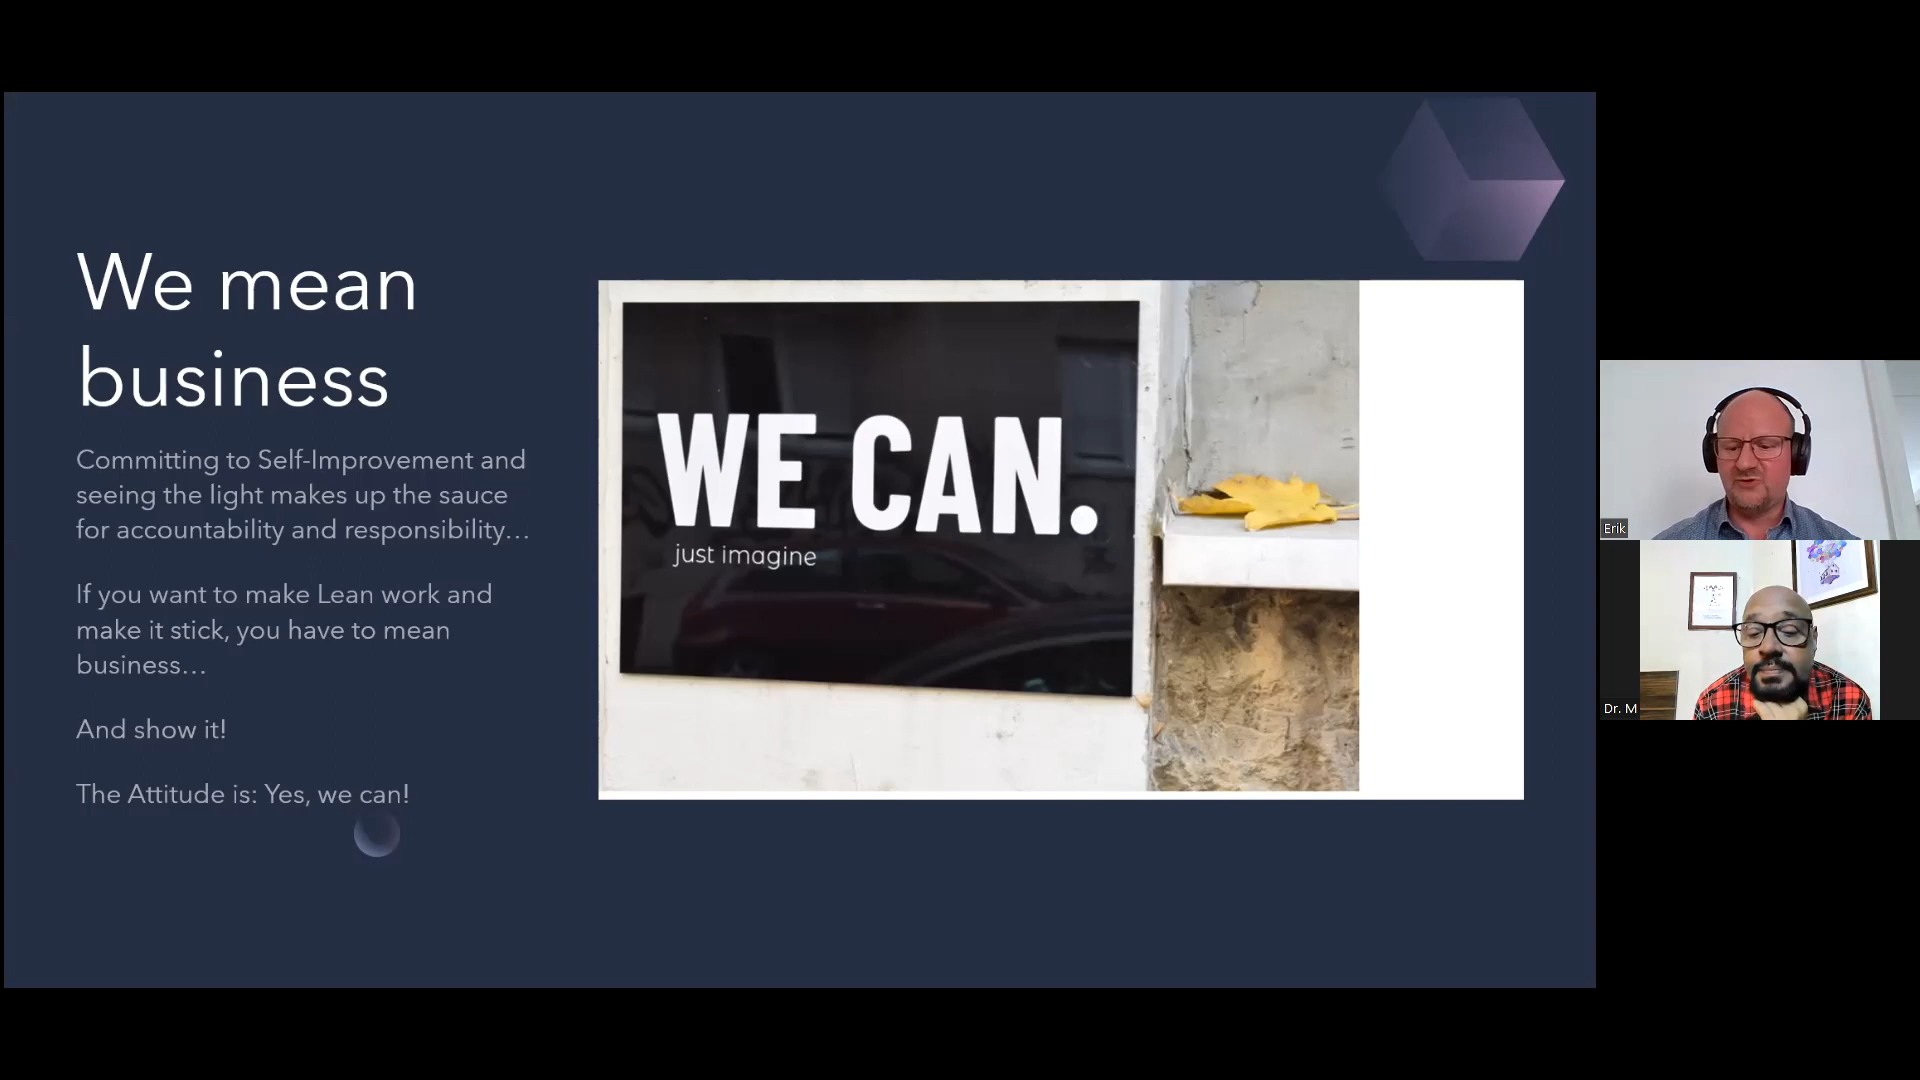 We mean
business
Committing to Self-Improvement and
seeing the light makes up the sauce
for accountability and responsibility…
If you want to make Lean work and
make it stick, you have to mean
business…
And show it!
The Attitude is: Yes, we can!
WE CAN.
just imagine
Erik
Dr. M